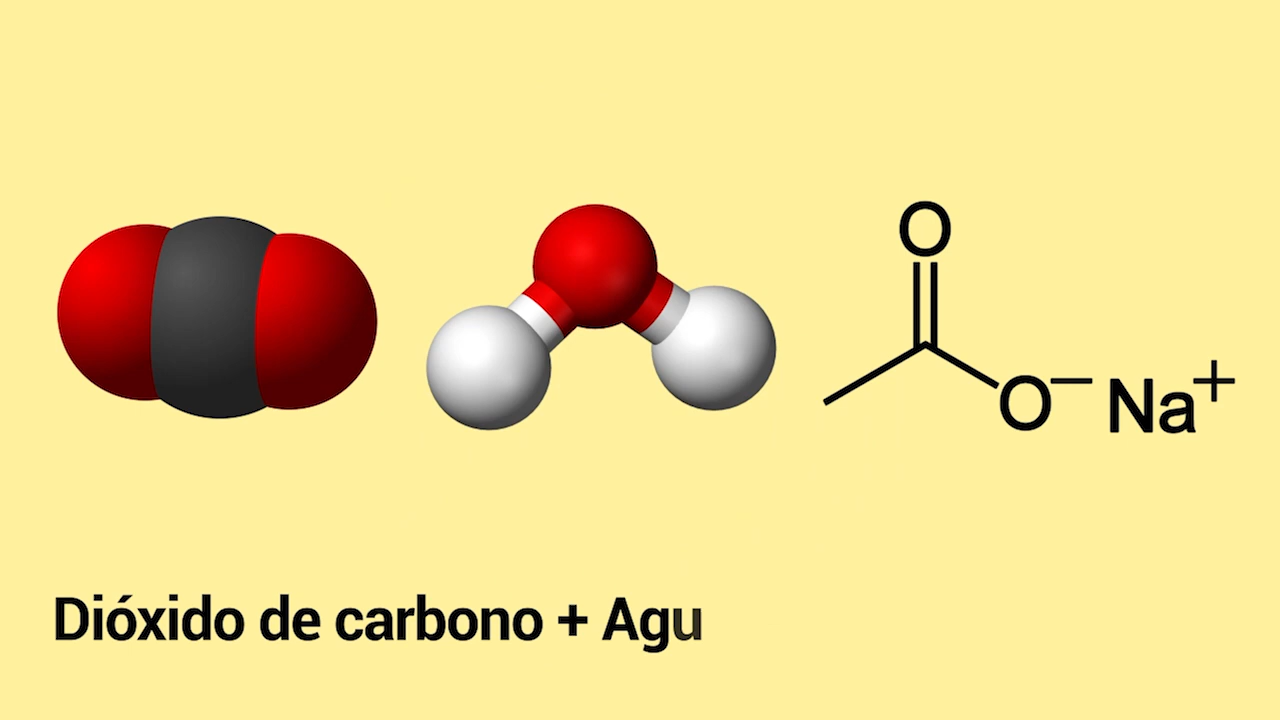 O
O⁻ Na⁺
Dióxido de carbono + Agu